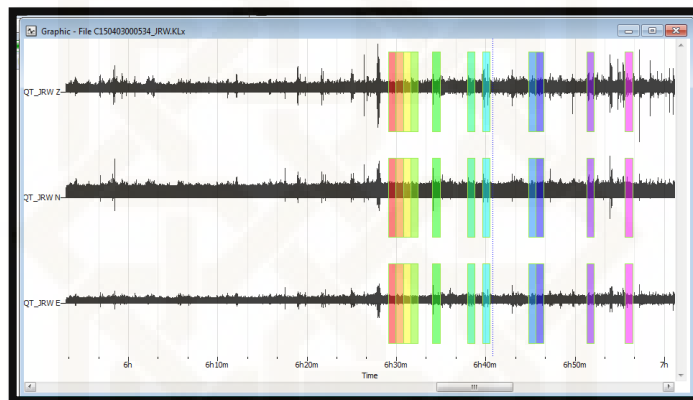 Graphic - File C150403000534_JRW.KLx
QT_JRW Z
QT_JRW N
QT_JRW E
6h 6h10m 6h20m 6h30m 6h40m 6h50m 7h
Time